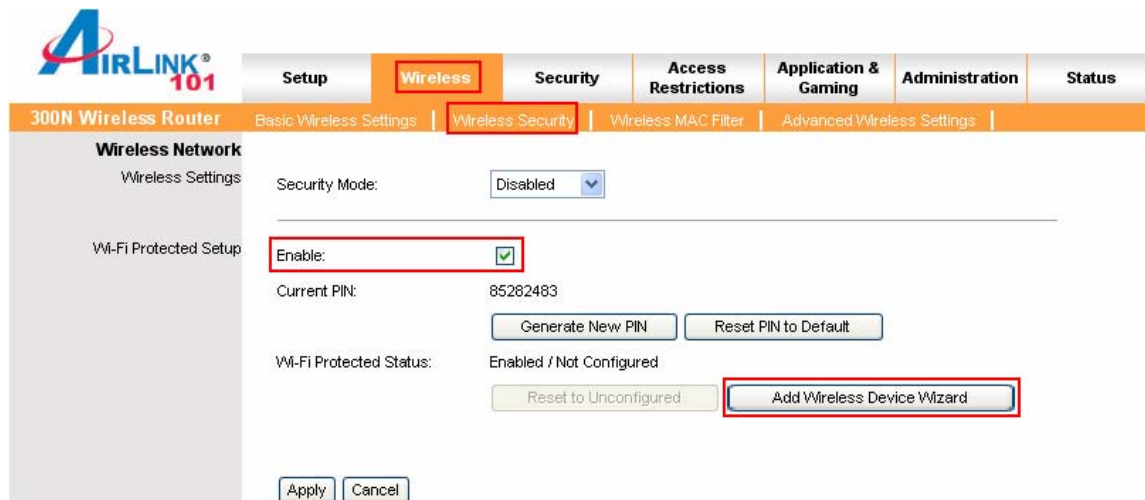 AIRLINK®
101
Setup
Wireless
Security
Access
Restrictions
Application &
Gaming
Administration
Status
300N Wireless Router
Basic Wireless Settings | Wireless Security | Wireless MAC Filter | Advanced Wireless Settings |
Wireless Network
Wireless Settings
Security Mode: Disabled
Wi-Fi Protected Setup
Enable:
Current PIN: 85282483
Generate New PIN Reset PIN to Default
Wi-Fi Protected Status: Enabled / Not Configured
Reset to Unconfigured Add Wireless Device Wizard
Apply Cancel